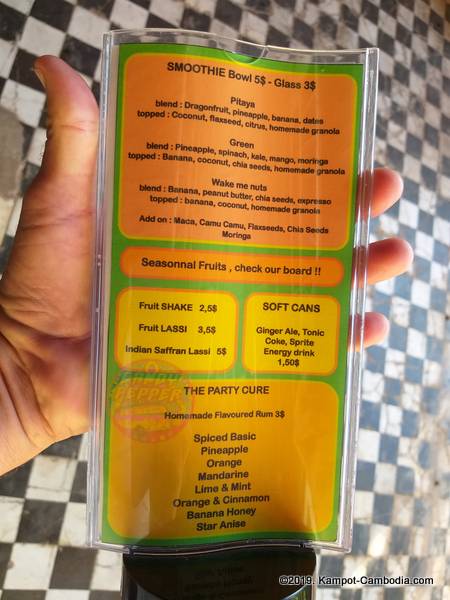 SMOOTHIE Bowl 5$ - Glass 3$
Pitaya
blend : Dragonfruit, pineapple, banana, dates
topped : Coconut, flaxseed, citrus, homemade granola
Green
blend : Pineapple, spinach, kale, mango, moringa
topped : Banana, coconut, chia seeds, homemade granola
Wake me nuts
blend : Banana, peanut butter, chia seeds, expresso
topped : banana, coconut, homemade granola
Add on : Maca, Camu Camu, Flaxseeds, Chia Seeds
Moringa
Seasonnal Fruits , check our board !!
Fruit SHAKE 2,5$
Fruit LASSI 3,5$
Indian Saffran Lassi 5$
SOFT CANS
Ginger Ale, Tonic
Coke, Sprite
Energy drink
1,50$
KAMPOT
PEPPER
THE PARTY CURE
Homemade Flavoured Rum 3$
Spiced Basic
Pineapple
Orange
Mandarine
Lime & Mint
Orange & Cinnamon
Banana Honey
Star Anise
©2019, Kampot-Cambodia.com